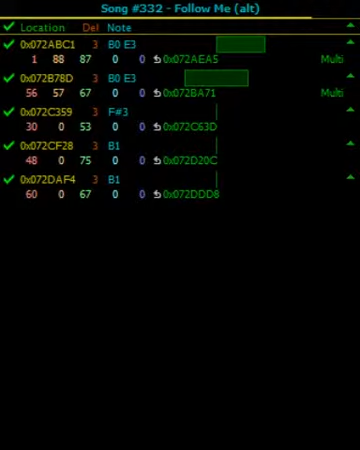 Song #332 - Follow Me (alt)
Location Del Note
0x072ABC1 3 B0 E3
1 88 87 0 0 0x072AEA5 Multi
0x072B78D 3 B0 E3
56 57 67 0 0 0x072BA71 Multi
0x072C359 3 F#3
30 0 53 0 0 0x072C63D
0x072CF28 3 B1
48 0 75 0 0 0x072D20C
0x072DAF4 3 B1
60 0 67 0 0 0x072DDD8